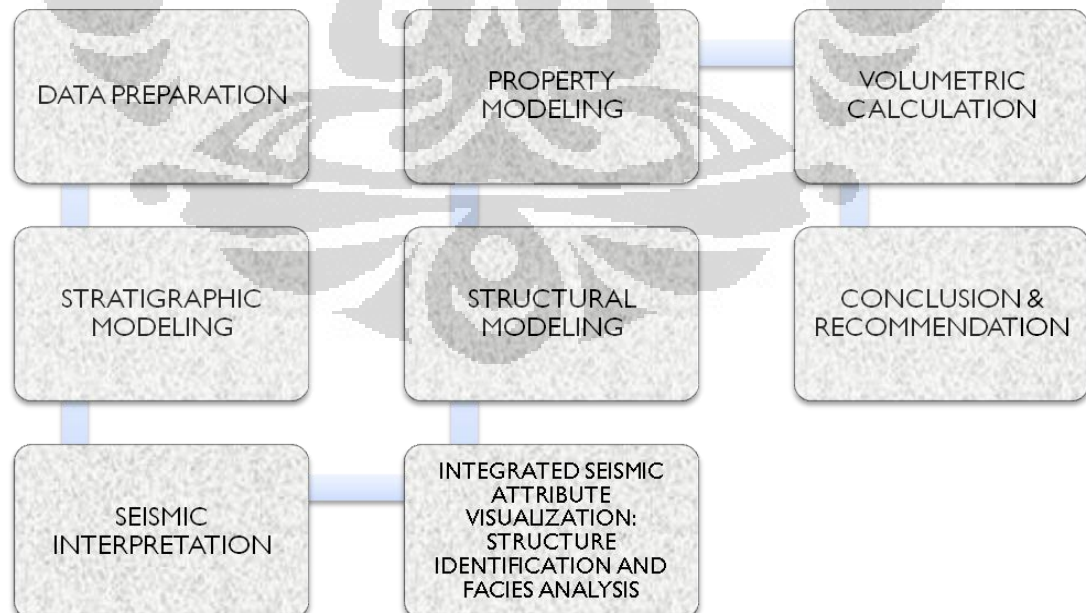 DATA PREPARATION
STRATIGRAPHIC
MODELING
SEISMIC
INTERPRETATION
INTEGRATED SEISMIC
ATTRIBUTE
VISUALIZATION:
STRUCTURE
IDENTIFICATION AND
FACIES ANALYSIS
STRUCTURAL
MODELING
PROPERTY
MODELING
VOLUMETRIC
CALCULATION
CONCLUSION &
RECOMMENDATION